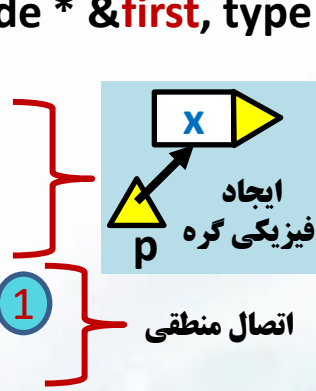 de * &first, type
x
ایجاد
فیزیکی گره
p
1
اتصال منطقی